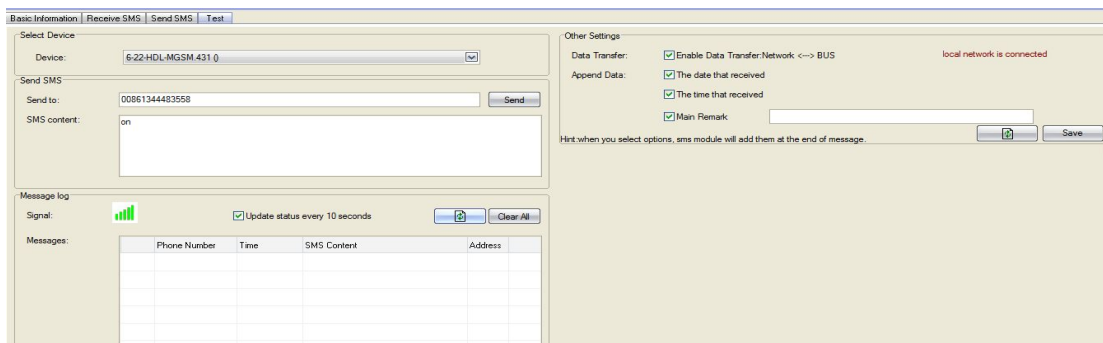 Basic Information Receive SMS Send SMS Test
Select Device
Device: 6-22-HDL-MGSM.431 ()
Send SMS
Send to: 00861344483558 Send
SMS content: on
Message log
Signal: Update status every 10 seconds Clear All
Messages:
Phone Number Time SMS Content Address
Other Settings
Data Transfer: Enable Data Transfer:Network <---> BUS local network is connected
Append Data: The date that received
The time that received
Main Remark
Hint:when you select options, sms module will add them at the end of message. Save